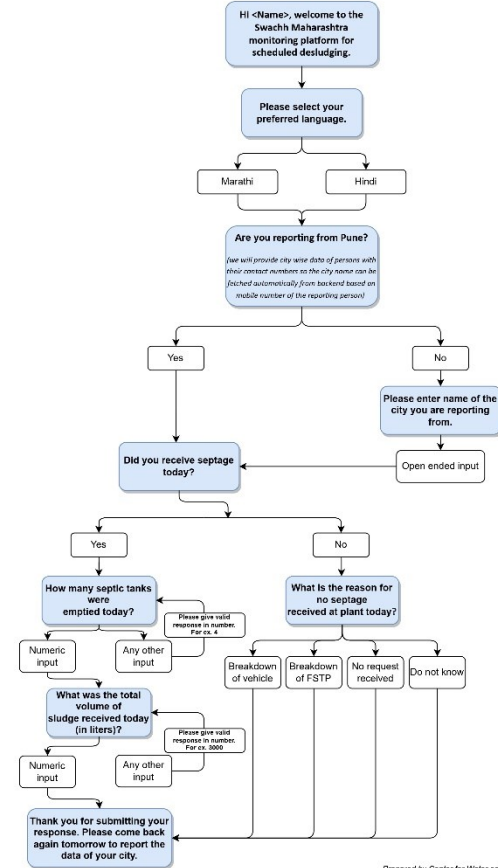 Hi <Name>, welcome to the
Swachh Maharashtra
monitoring platform for
scheduled desludging.
Please select your
preferred language.
Marathi
Hindi
Are you reporting from Pune?
(we will provide city wise data of persons with
their contact numbers so the city name can be
fetched automatically from backend based on
mobile number of the reporting person)
Yes
No
Please enter name of the
city you are reporting
from.
Open ended input
Did you receive septage
today?
Yes
No
How many septic tanks
were
emptied today?
Please give valid
response in number.
For ex. 4
Numeric
input
Any other
input
What is the reason for
no septage
received at plant today?
Breakdown
of vehicle
Breakdown
of FSTP
No request
received
Do not know
What was the total
volume of
sludge received today
(in liters)?
Please give valid
response in number.
For ex. 3000
Numeric
input
Any other
input
Thank you for submitting your
response. Please come back
again tomorrow to report the
data of your city.